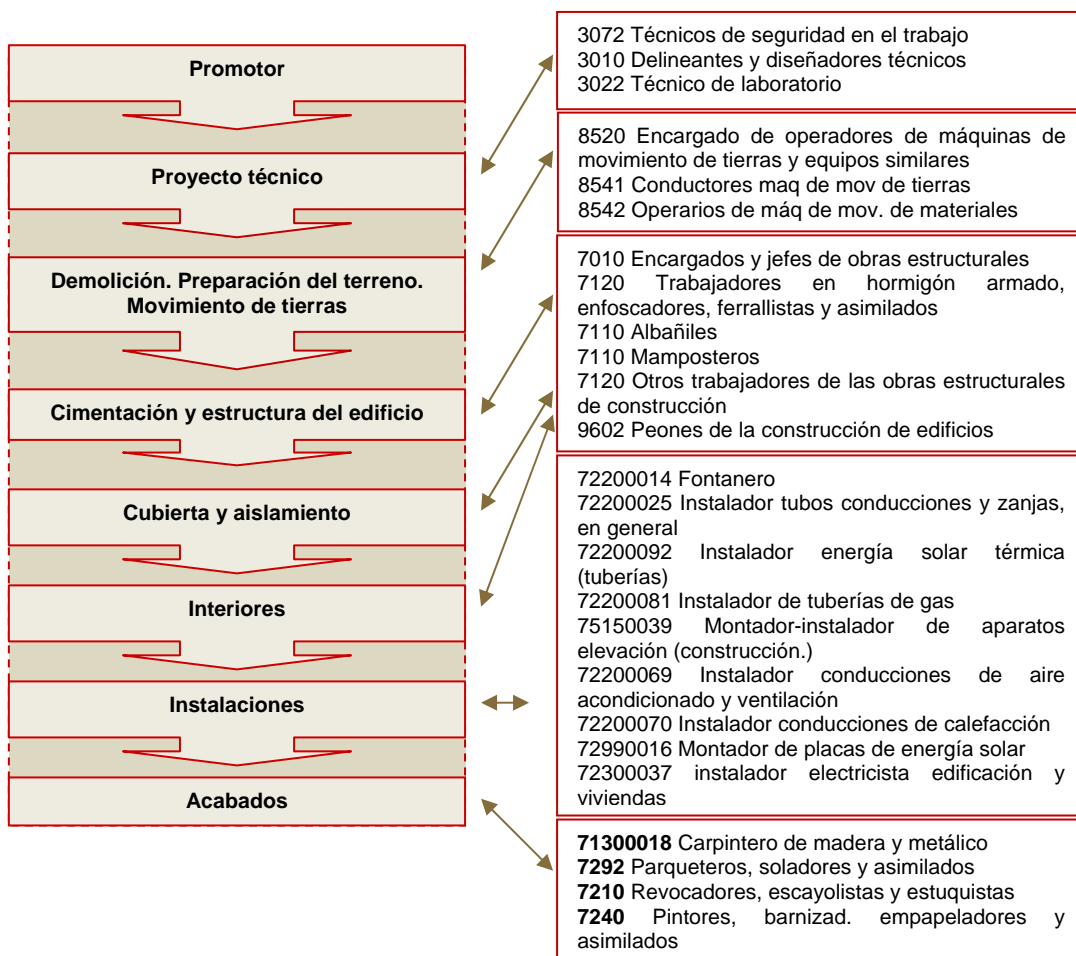 Promotor
Proyecto técnico
Demolición. Preparación del terreno.
Movimiento de tierras
Cimentación y estructura del edificio
Cubierta y aislamiento
Interiores
Instalaciones
Acabados
3072 Técnicos de seguridad en el trabajo
3010 Delineantes y diseñadores técnicos
3022 Técnico de laboratorio
8520 Encargado de operadores de máquinas de
movimiento de tierras y equipos similares
8541 Conductores maq de mov de tierras
8542 Operarios de máq de mov. de materiales
7010 Encargados y jefes de obras estructurales
7120 Trabajadores en hormigón armado,
enfoscadores, ferrallistas y asimilados
7110 Albañiles
7110 Mamposteros
7120 Otros trabajadores de las obras estructurales
de construcción
9602 Peones de la construcción de edificios
72200014 Fontanero
72200025 Instalador tubos conducciones y zanjas,
en general
72200092 Instalador energía solar térmica
(tuberías)
72200081 Instalador de tuberías de gas
75150039 Montador-instalador de aparatos
elevación (construcción.)
72200069 Instalador conducciones de aire
acondicionado y ventilación
72200070 Instalador conducciones de calefacción
72990016 Montador de placas de energía solar
72300037 instalador electricista edificación y
viviendas
71300018 Carpintero de madera y metálico
7292 Parqueteros, soladores y asimilados
7210 Revocadores, escayolistas y estuquistas
7240 Pintores, barnizad. empapeladores y
asimilados